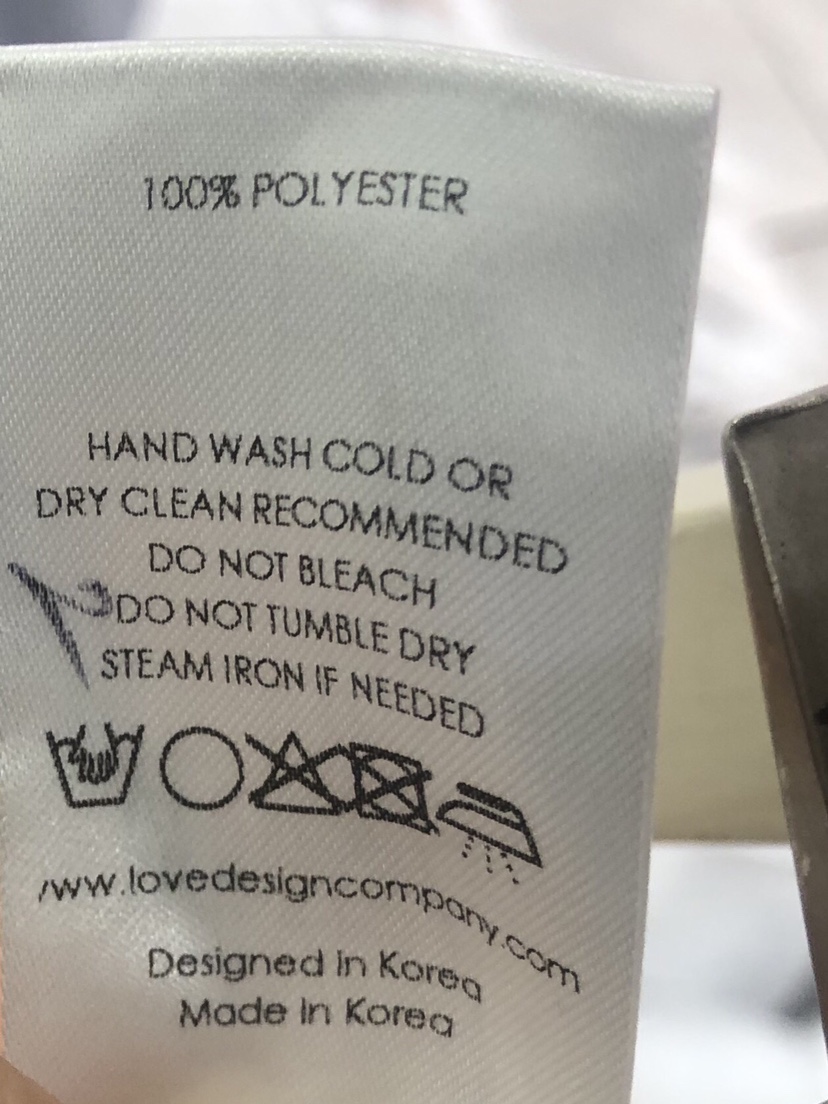 100% POLYESTER
HAND WASH COLD OR
DRY CLEAN RECOMMENDED
DO NOT BLEACH
DO NOT TUMBLE DRY
STEAM IRON IF NEEDED
www.lovedesigncompany.com
Designed in Korea
Made in Korea